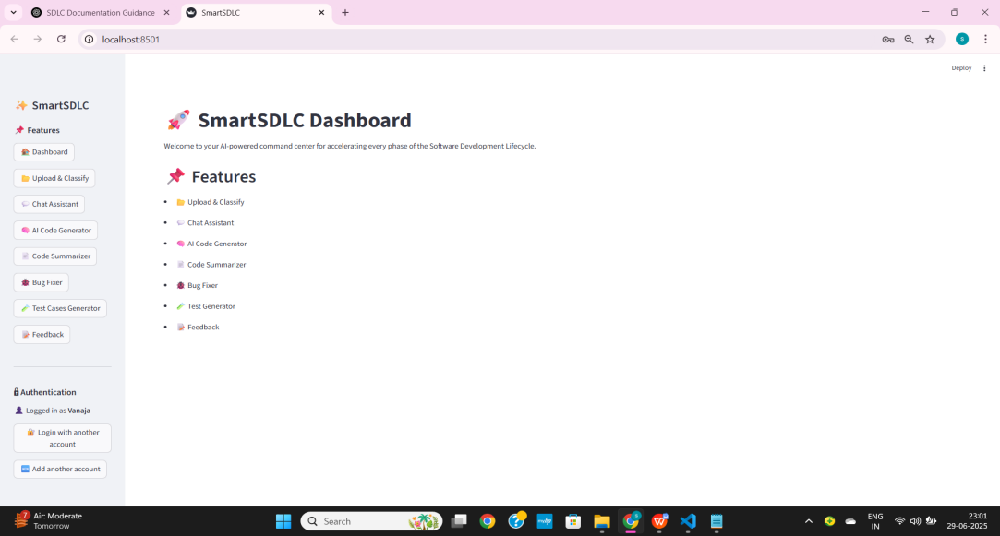 SDLC Documentation Guidance
SmartSDLC
localhost:8501
S
Deploy
SmartSDLC
Features
Dashboard
Upload & Classify
Chat Assistant
AI Code Generator
Code Summarizer
Bug Fixer
Test Cases Generator
Feedback
Authentication
Logged in as Vanaja
Login with another
account
Add another account
SmartSDLC Dashboard
Welcome to your AI-powered command center for accelerating every phase of the Software Development Lifecycle.
Features
Upload & Classify
Chat Assistant
AI Code Generator
Code Summarizer
Bug Fixer
Test Generator
Feedback
7
Air: Moderate
Tomorrow
Search
ENG
IN
23:01
29-06-2025